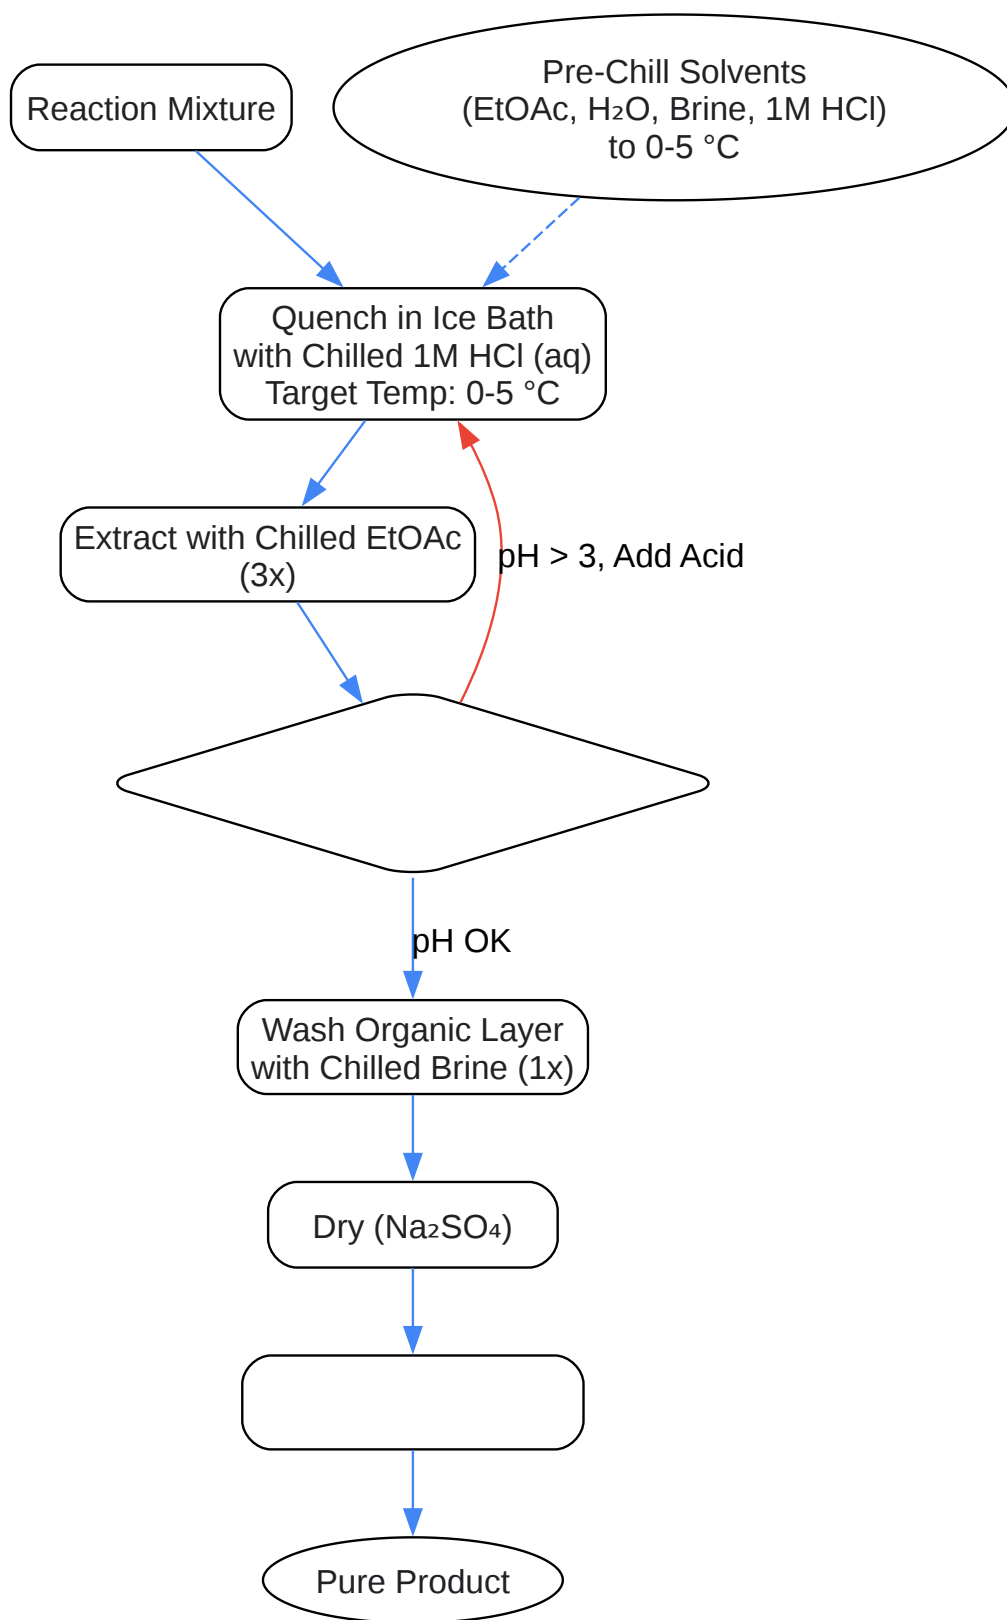 Reaction Mixture
Pre-Chill Solvents
(EtOAc, H₂O, Brine, 1M HCl)
to 0-5 °C
Quench in Ice Bath
with Chilled 1M HCl (aq)
Target Temp: 0-5 °C
Extract with Chilled EtOAc
(3x)
pH > 3, Add Acid
pH OK
Wash Organic Layer
with Chilled Brine (1x)
Dry (Na₂SO₄)
Pure Product